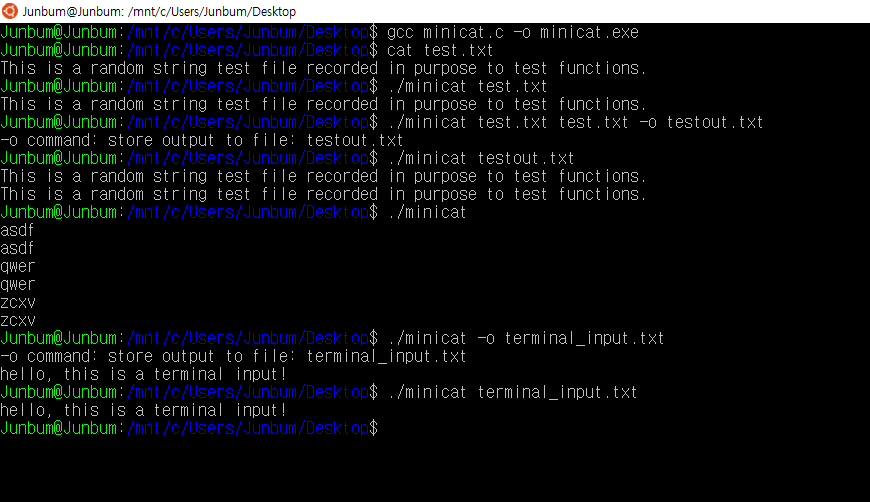 Junbum@Junbum: /mnt/c/Users/Junbum/Desktop
Junbum@Junbum:/mnt/c/Users/Junbum/Desktop$ gcc minicat.c -o minicat.exe
Junbum@Junbum:/mnt/c/Users/Junbum/Desktop$ cat test.txt
This is a random string test file recorded in purpose to test functions.
Junbum@Junbum:/mnt/c/Users/Junbum/Desktop$ ./minicat test.txt
This is a random string test file recorded in purpose to test functions.
Junbum@Junbum:/mnt/c/Users/Junbum/Desktop$ ./minicat test.txt test.txt -o testout.txt
-o command: store output to file: testout.txt
Junbum@Junbum:/mnt/c/Users/Junbum/Desktop$ ./minicat testout.txt
This is a random string test file recorded in purpose to test functions.
This is a random string test file recorded in purpose to test functions.
Junbum@Junbum:/mnt/c/Users/Junbum/Desktop$ ./minicat
asdf
asdf
qwer
qwer
zcxv
zcxv
Junbum@Junbum:/mnt/c/Users/Junbum/Desktop$ ./minicat -o terminal_input.txt
-o command: store output to file: terminal_input.txt
hello, this is a terminal input!
Junbum@Junbum:/mnt/c/Users/Junbum/Desktop$ ./minicat terminal_input.txt
hello, this is a terminal input!
Junbum@Junbum:/mnt/c/Users/Junbum/Desktop$